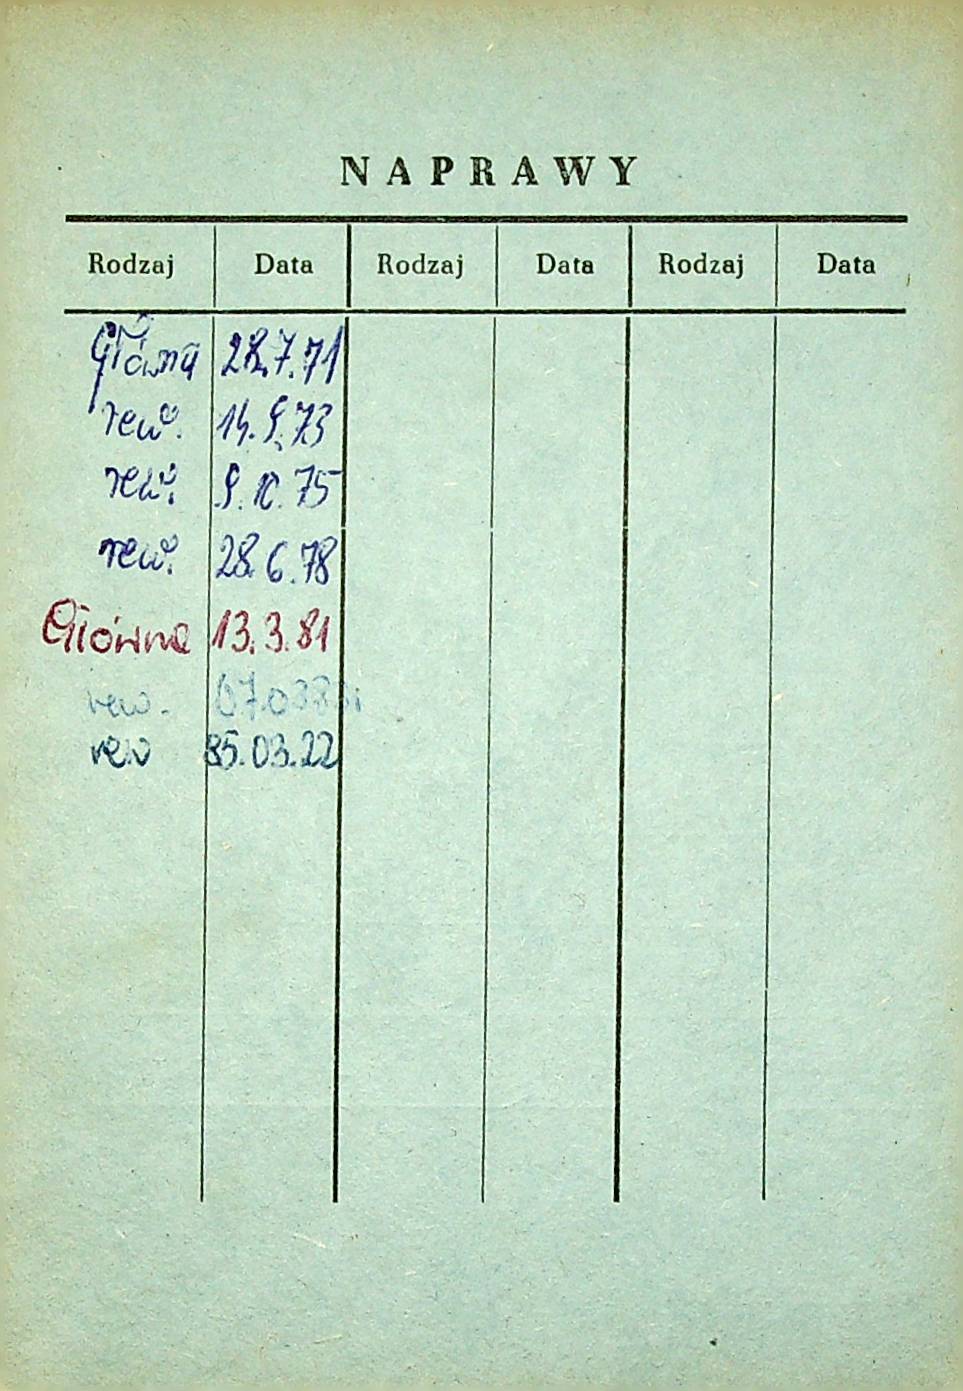 NAPRAWY
Rodzaj Data Rodzaj Data Rodzaj Data
Główna 28.7.71
rew. 14.9.73
rew. 9.10.75
rew. 28.6.78
Główna 13.3.81
rew.
rew 85.03.22